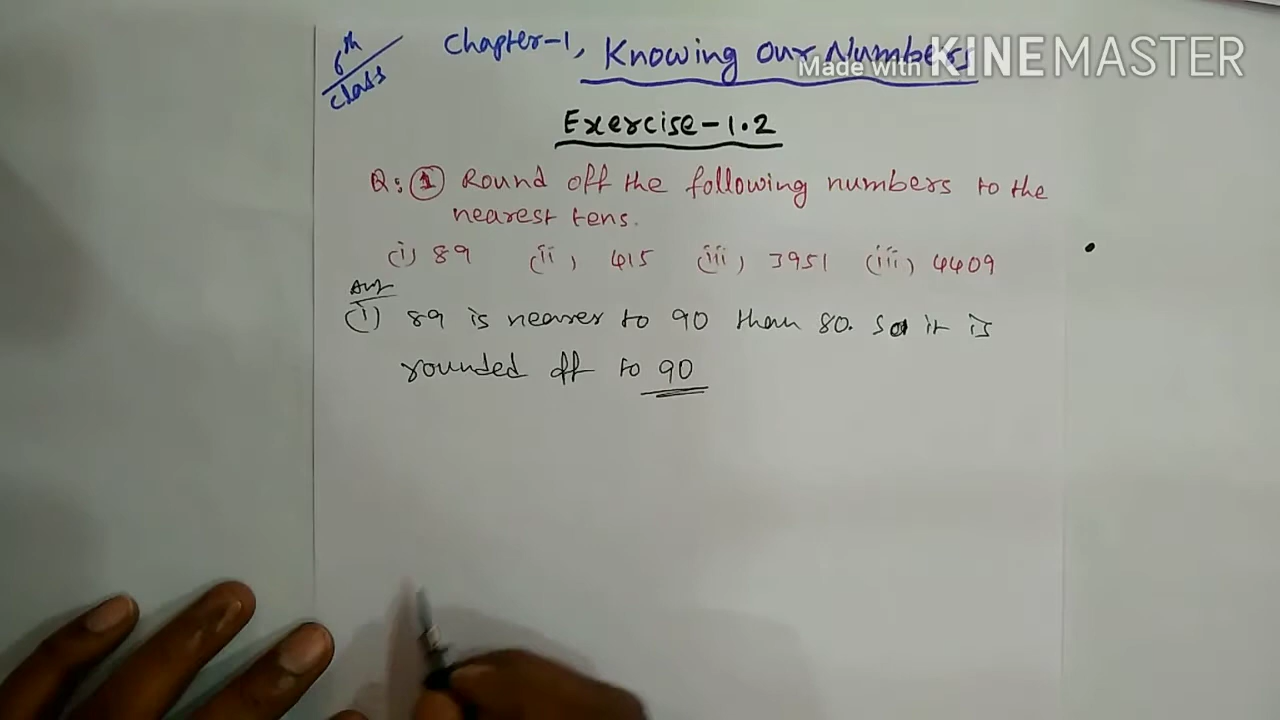 6th class
Chapter-1, Knowing Our Numbers
Made with KINEMASTER
Exercise-1.2
Q: 1 Round off the following numbers to the
nearest tens.
(i) 89 (ii) 415 (iii) 3951 (iii) 4409
Ans
(i) 89 is nearer to 90 than 80. So it is
rounded off to 90